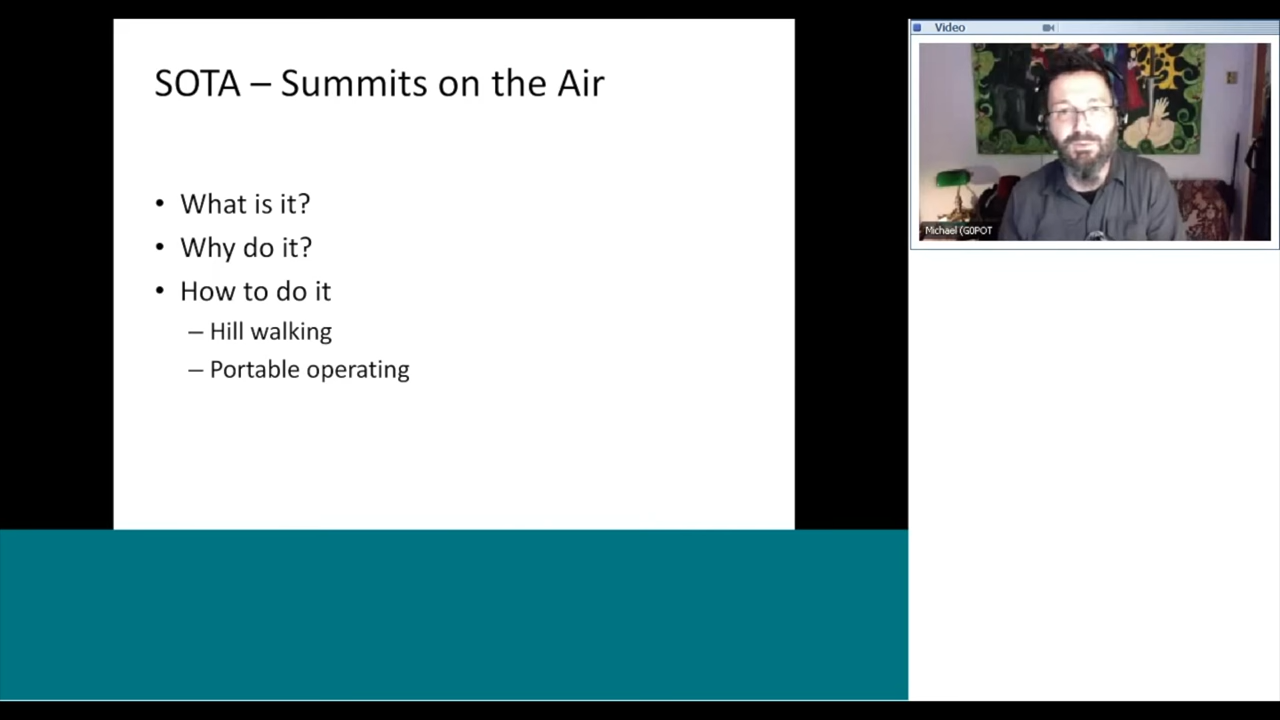 SOTA – Summits on the Air
• What is it?
• Why do it?
• How to do it
– Hill walking
– Portable operating
Video
Michael (G0POT